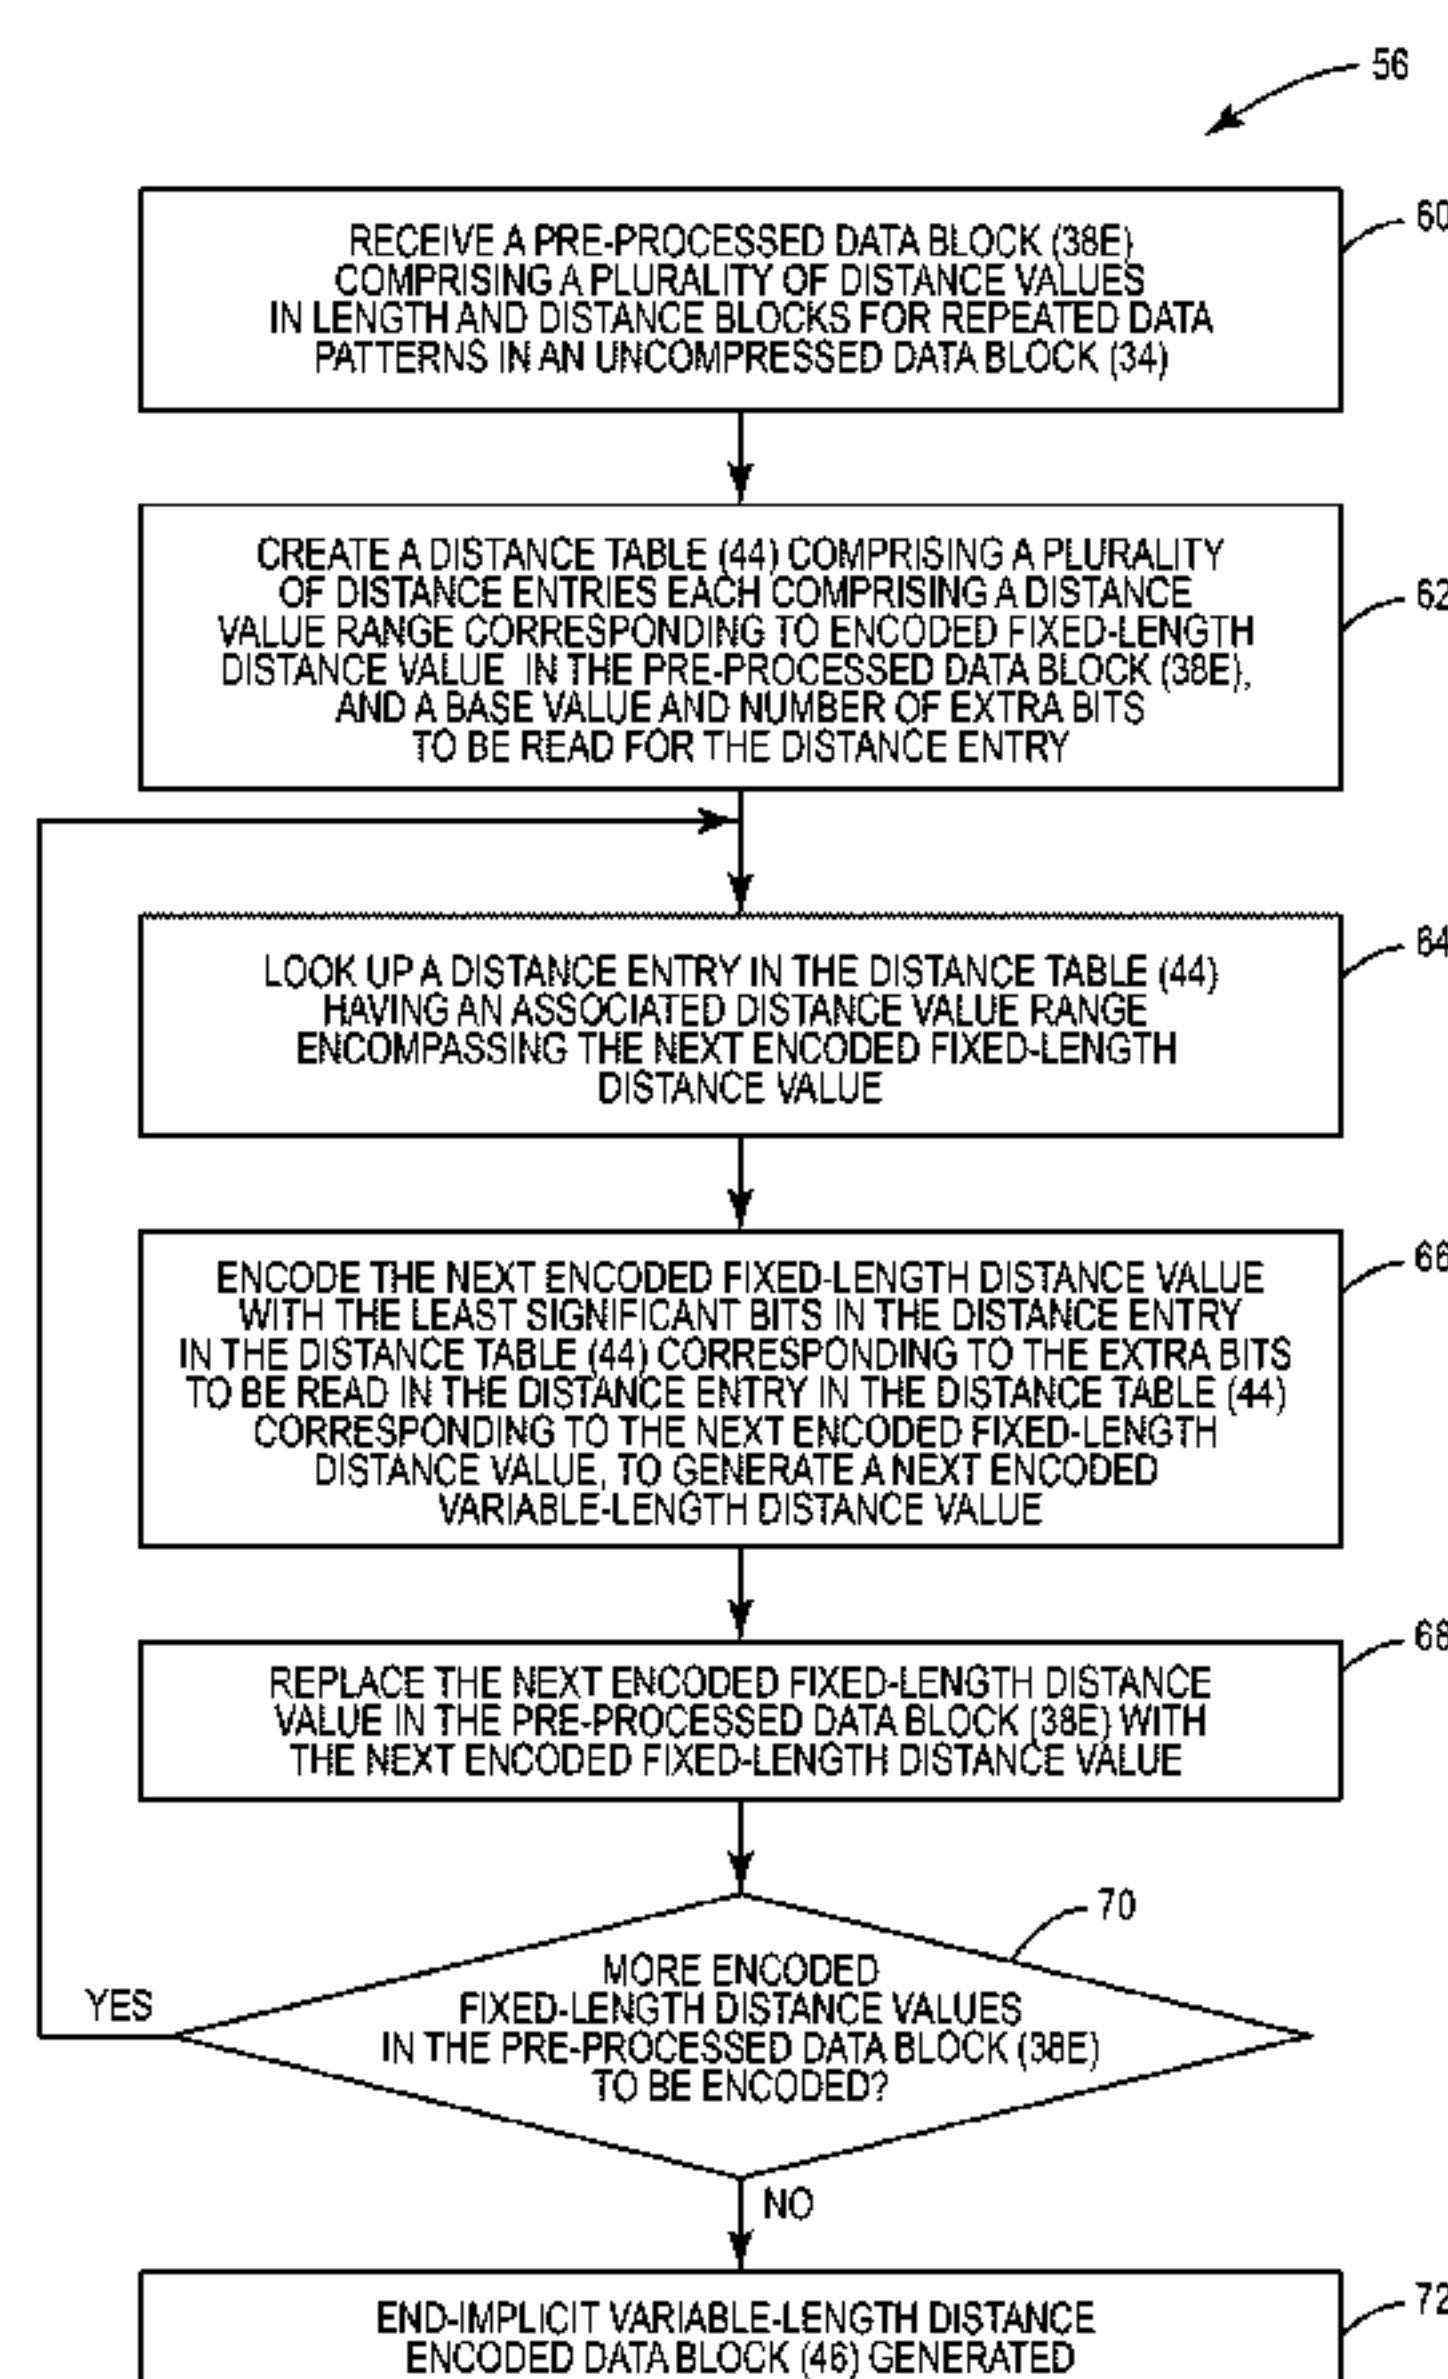 56
RECEIVE A PRE-PROCESSED DATA BLOCK (38E)
COMPRISING A PLURALITY OF DISTANCE VALUES
IN LENGTH AND DISTANCE BLOCKS FOR REPEATED DATA
PATTERNS IN AN UNCOMPRESSED DATA BLOCK (34)
60
CREATE A DISTANCE TABLE (44) COMPRISING A PLURALITY
OF DISTANCE ENTRIES EACH COMPRISING A DISTANCE
VALUE RANGE CORRESPONDING TO ENCODED FIXED-LENGTH
DISTANCE VALUE IN THE PRE-PROCESSED DATA BLOCK (38E),
AND A BASE VALUE AND NUMBER OF EXTRA BITS
TO BE READ FOR THE DISTANCE ENTRY
62
LOOK UP A DISTANCE ENTRY IN THE DISTANCE TABLE (44)
HAVING AN ASSOCIATED DISTANCE VALUE RANGE
ENCOMPASSING THE NEXT ENCODED FIXED-LENGTH
DISTANCE VALUE
64
ENCODE THE NEXT ENCODED FIXED-LENGTH DISTANCE VALUE
WITH THE LEAST SIGNIFICANT BITS IN THE DISTANCE ENTRY
IN THE DISTANCE TABLE (44) CORRESPONDING TO THE EXTRA BITS
TO BE READ IN THE DISTANCE ENTRY IN THE DISTANCE TABLE (44)
CORRESPONDING TO THE NEXT ENCODED FIXED-LENGTH
DISTANCE VALUE, TO GENERATE A NEXT ENCODED
VARIABLE-LENGTH DISTANCE VALUE
66
REPLACE THE NEXT ENCODED FIXED-LENGTH DISTANCE
VALUE IN THE PRE-PROCESSED DATA BLOCK (38E) WITH
THE NEXT ENCODED FIXED-LENGTH DISTANCE VALUE
68
70
MORE ENCODED
FIXED-LENGTH DISTANCE VALUES
IN THE PRE-PROCESSED DATA BLOCK (38E)
TO BE ENCODED?
YES
NO
END-IMPLICIT VARIABLE-LENGTH DISTANCE
ENCODED DATA BLOCK (46) GENERATED
72